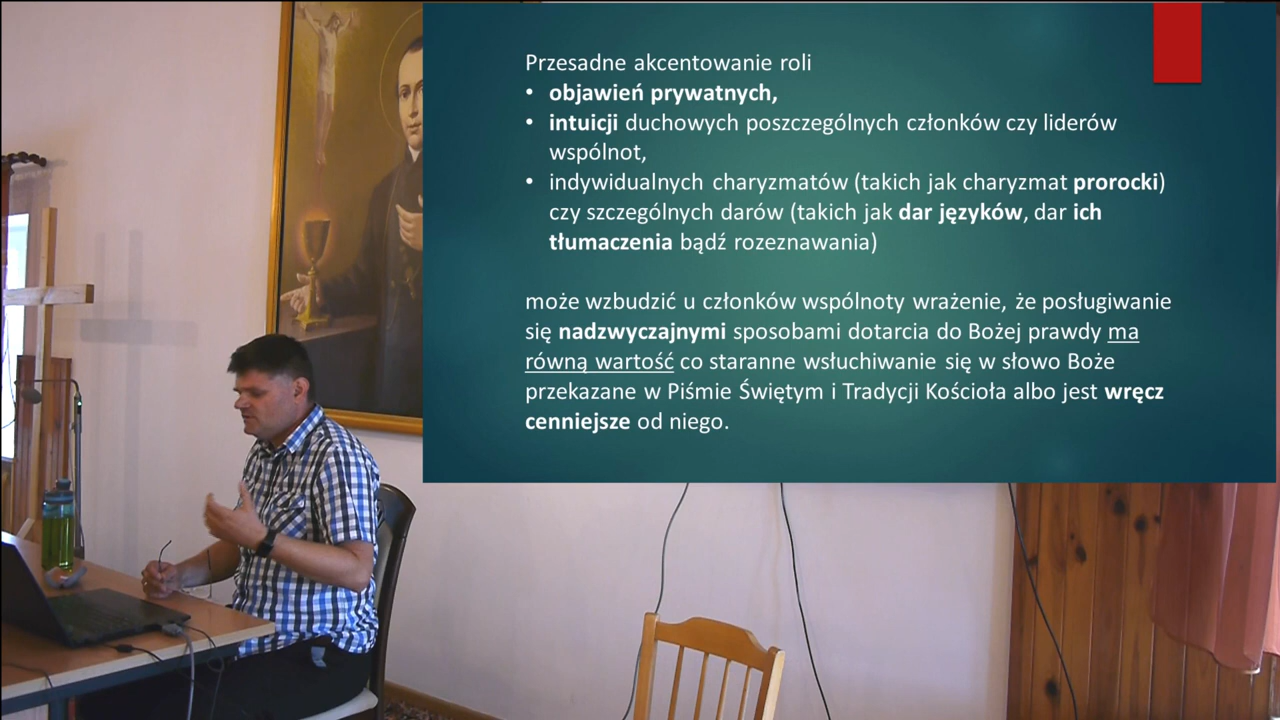 Przesadne akcentowanie roli
• objawień prywatnych,
• intuicji duchowych poszczególnych członków czy liderów
wspólnot,
• indywidualnych charyzmatów (takich jak charyzmat prorocki)
czy szczególnych darów (takich jak dar języków, dar ich
tłumaczenia bądź rozeznawania)
może wzbudzić u członków wspólnoty wrażenie, że posługiwanie
się nadzwyczajnymi sposobami dotarcia do Bożej prawdy ma
równą wartość co staranne wsłuchiwanie się w słowo Boże
przekazane w Piśmie Świętym i Tradycji Kościoła albo jest wręcz
cenniejsze od niego.